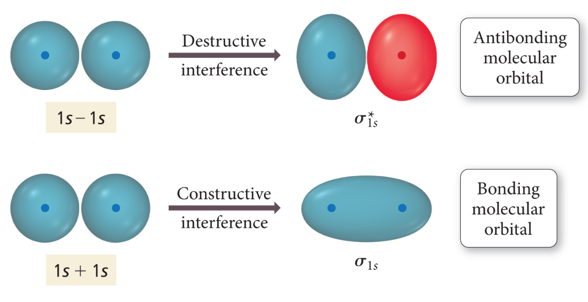 Destructive
interference
Antibonding
molecular
orbital
1s – 1s
σ*1s
Constructive
interference
Bonding
molecular
orbital
1s + 1s
σ1s